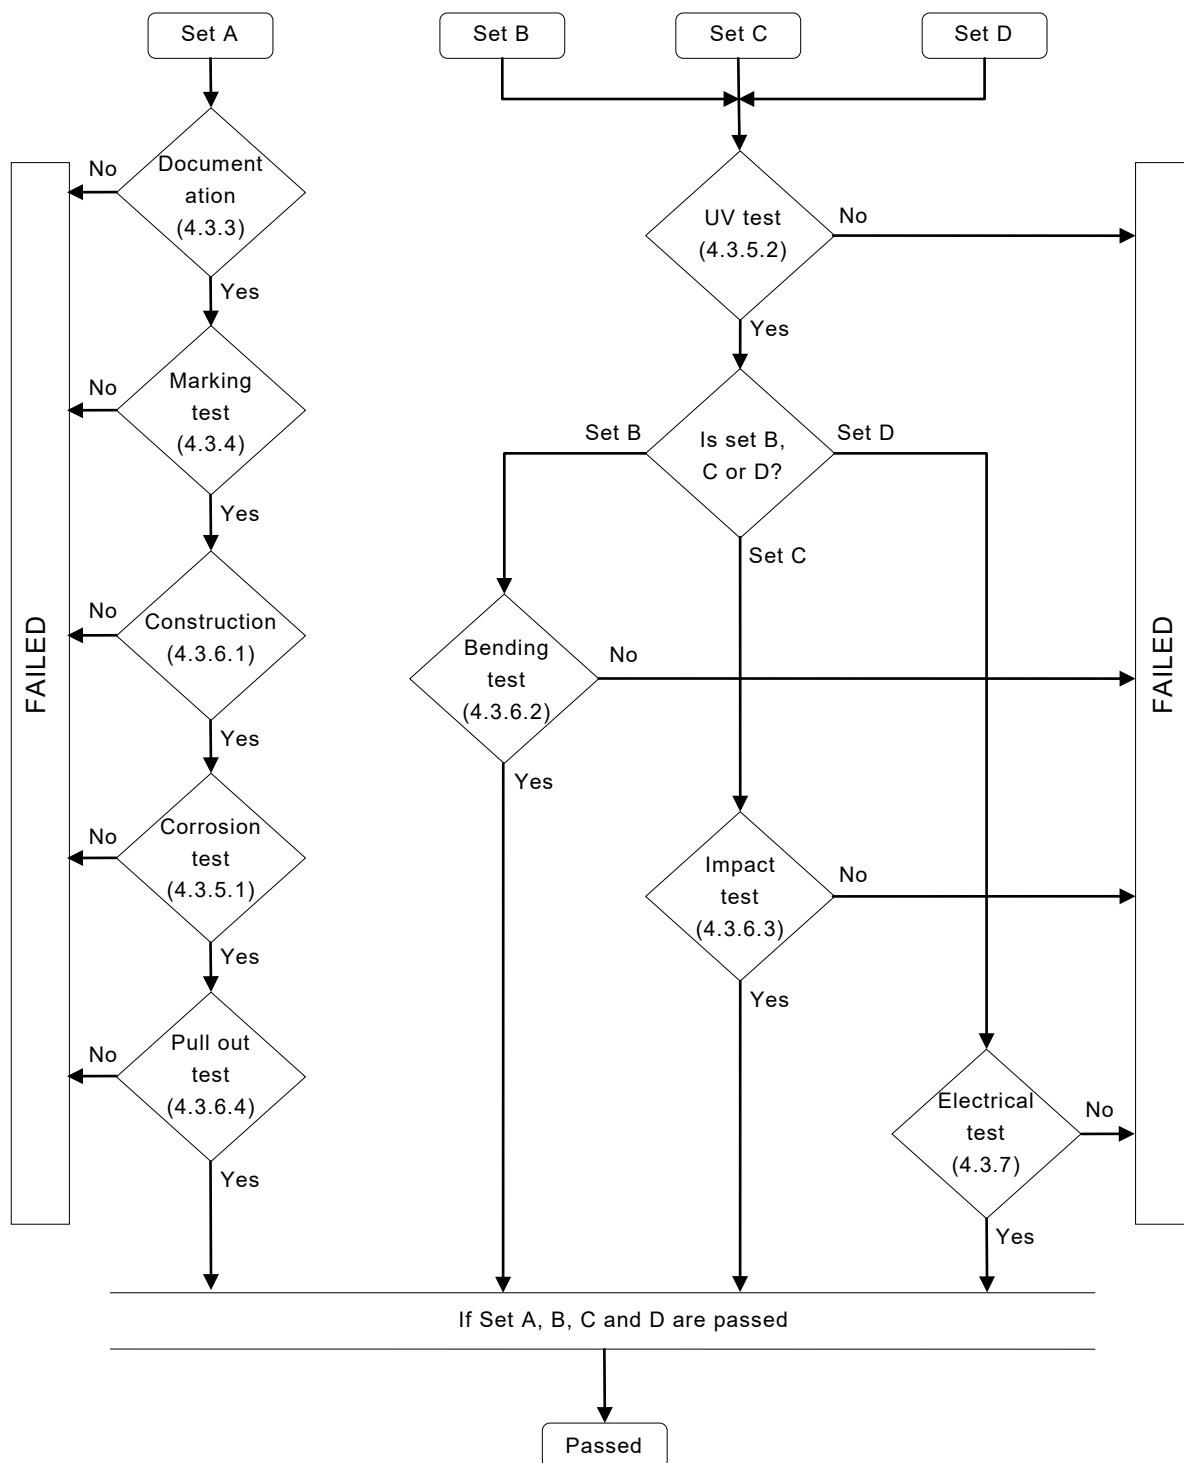 Set A
Set B
Set C
Set D
No
Document
ation
(4.3.3)
Yes
UV test
(4.3.5.2)
No
Yes
No
Marking
test
(4.3.4)
Yes
Set B
Is set B,
C or D?
Set D
Set C
No
Construction
(4.3.6.1)
Yes
FAILED
Bending
test
(4.3.6.2)
No
Yes
FAILED
No
Corrosion
test
(4.3.5.1)
Yes
Impact
test
(4.3.6.3)
No
Yes
No
Pull out
test
(4.3.6.4)
Yes
Electrical
test
(4.3.7)
No
Yes
If Set A, B, C and D are passed
Passed